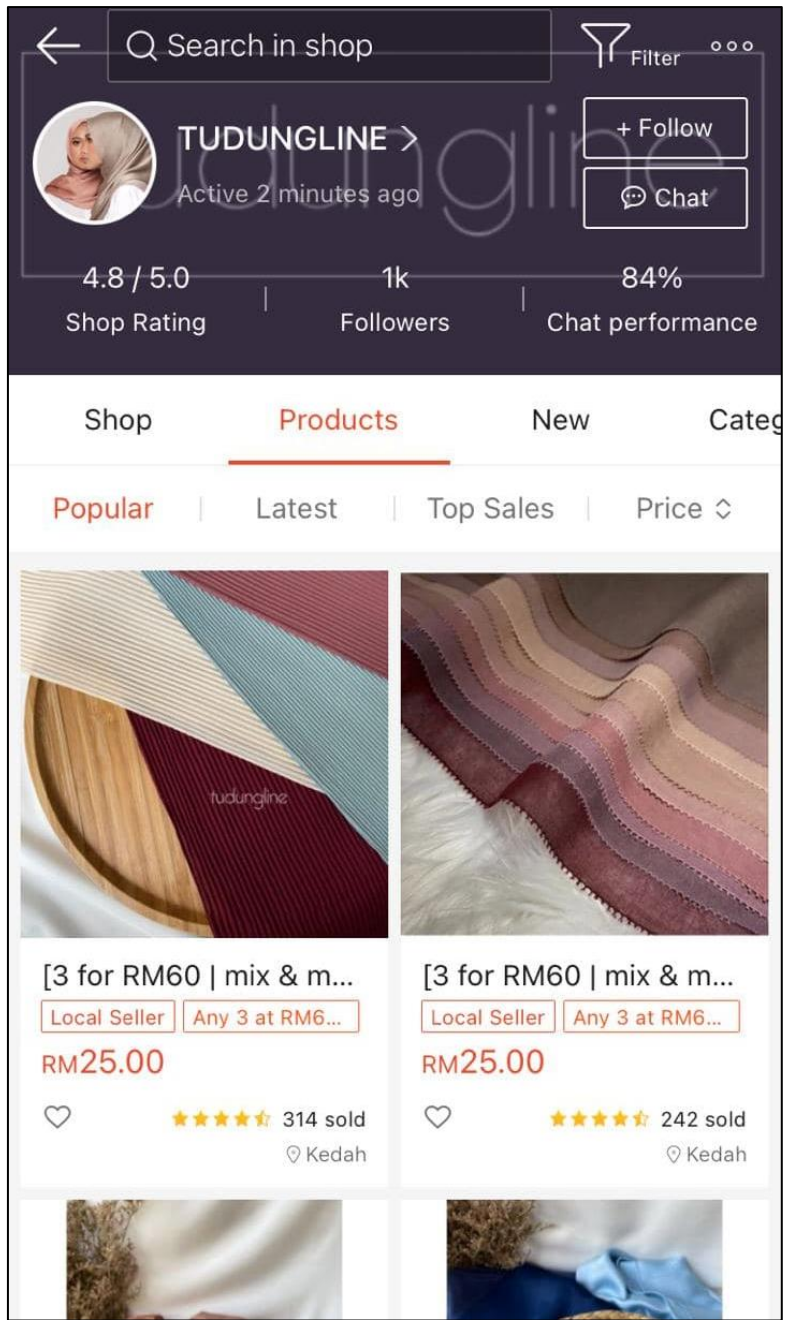 Search in shop
Filter
TUDUNGLINE >
Active 2 minutes ago
+ Follow
Chat
tudungline
4.8 / 5.0
Shop Rating
1k
Followers
84%
Chat performance
Shop
Products
New
Categ
Popular
Latest
Top Sales
Price
tudungline
[3 for RM60 | mix & m...
Local Seller
Any 3 at RM6...
RM25.00
314 sold
Kedah
[3 for RM60 | mix & m...
Local Seller
Any 3 at RM6...
RM25.00
242 sold
Kedah